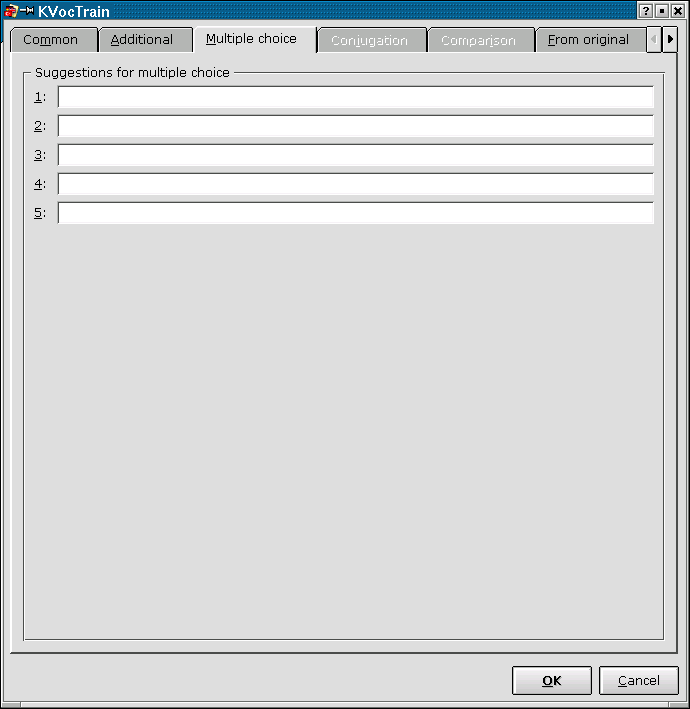 KVocTrain
Common Additional Multiple choice Conjugation Comparison From original
Suggestions for multiple choice
1:
2:
3:
4:
5:
OK Cancel